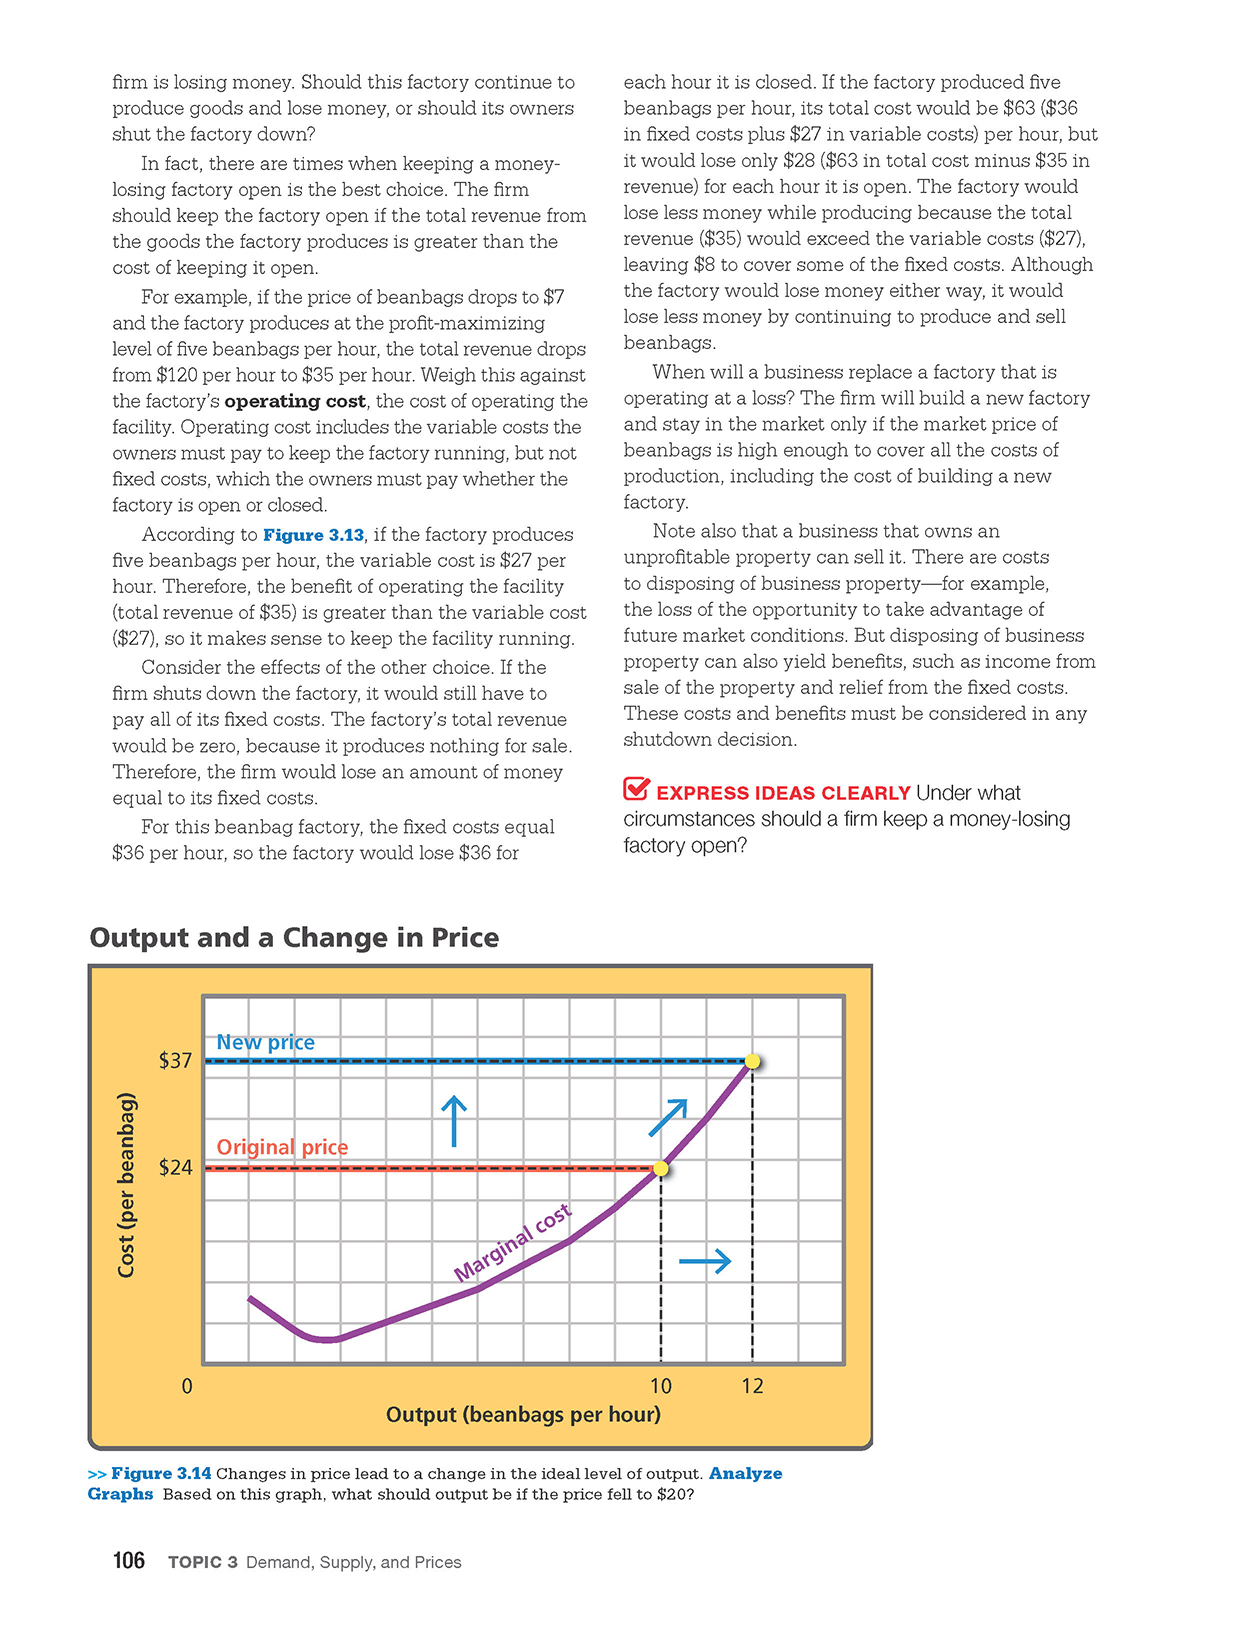 firm is losing money. Should this factory continue to
produce goods and lose money, or should its owners
shut the factory down?
In fact, there are times when keeping a money-
losing factory open is the best choice. The firm
should keep the factory open if the total revenue from
the goods the factory produces is greater than the
cost of keeping it open.
For example, if the price of beanbags drops to $7
and the factory produces at the profit-maximizing
level of five beanbags per hour, the total revenue drops
from $120 per hour to $35 per hour. Weigh this against
the factory's operating cost, the cost of operating the
facility. Operating cost includes the variable costs the
owners must pay to keep the factory running, but not
fixed costs, which the owners must pay whether the
factory is open or closed.
According to Figure 3.13, if the factory produces
five beanbags per hour, the variable cost is $27 per
hour. Therefore, the benefit of operating the facility
(total revenue of $35) is greater than the variable cost
($27), so it makes sense to keep the facility running.
Consider the effects of the other choice. If the
firm shuts down the factory, it would still have to
pay all of its fixed costs. The factory's total revenue
would be zero, because it produces nothing for sale.
Therefore, the firm would lose an amount of money
equal to its fixed costs.
For this beanbag factory, the fixed costs equal
$36 per hour, so the factory would lose $36 for
each hour it is closed. If the factory produced five
beanbags per hour, its total cost would be $63 ($36
in fixed costs plus $27 in variable costs) per hour, but
it would lose only $28 ($63 in total cost minus $35 in
revenue) for each hour it is open. The factory would
lose less money while producing because the total
revenue ($35) would exceed the variable costs ($27),
leaving $8 to cover some of the fixed costs. Although
the factory would lose money either way, it would
lose less money by continuing to produce and sell
beanbags.
When will a business replace a factory that is
operating at a loss? The firm will build a new factory
and stay in the market only if the market price of
beanbags is high enough to cover all the costs of
production, including the cost of building a new
factory.
Note also that a business that owns an
unprofitable property can sell it. There are costs
to disposing of business property—for example,
the loss of the opportunity to take advantage of
future market conditions. But disposing of business
property can also yield benefits, such as income from
sale of the property and relief from the fixed costs.
These costs and benefits must be considered in any
shutdown decision.
EXPRESS IDEAS CLEARLY Under what
circumstances should a firm keep a money-losing
factory open?
Output and a Change in Price
New price
$37
Original price
$24
Marginal cost
Cost (per beanbag)
0
10
12
Output (beanbags per hour)
>> Figure 3.14 Changes in price lead to a change in the ideal level of output. Analyze
Graphs Based on this graph, what should output be if the price fell to $20?
106 TOPIC 3 Demand, Supply, and Prices